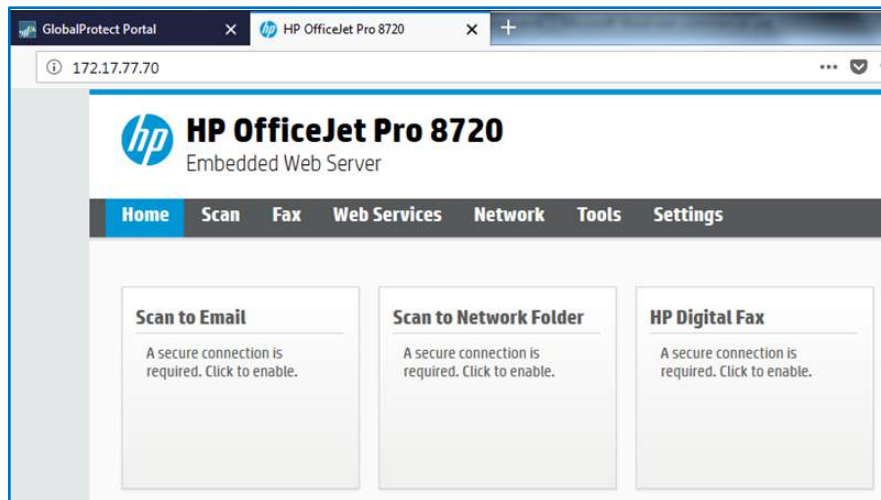 GlobalProtect Portal
HP OfficeJet Pro 8720
172.17.77.70
hp
HP OfficeJet Pro 8720
Embedded Web Server
Home Scan Fax Web Services Network Tools Settings
Scan to Email
A secure connection is
required. Click to enable.
Scan to Network Folder
A secure connection is
required. Click to enable.
HP Digital Fax
A secure connection is
required. Click to enable.